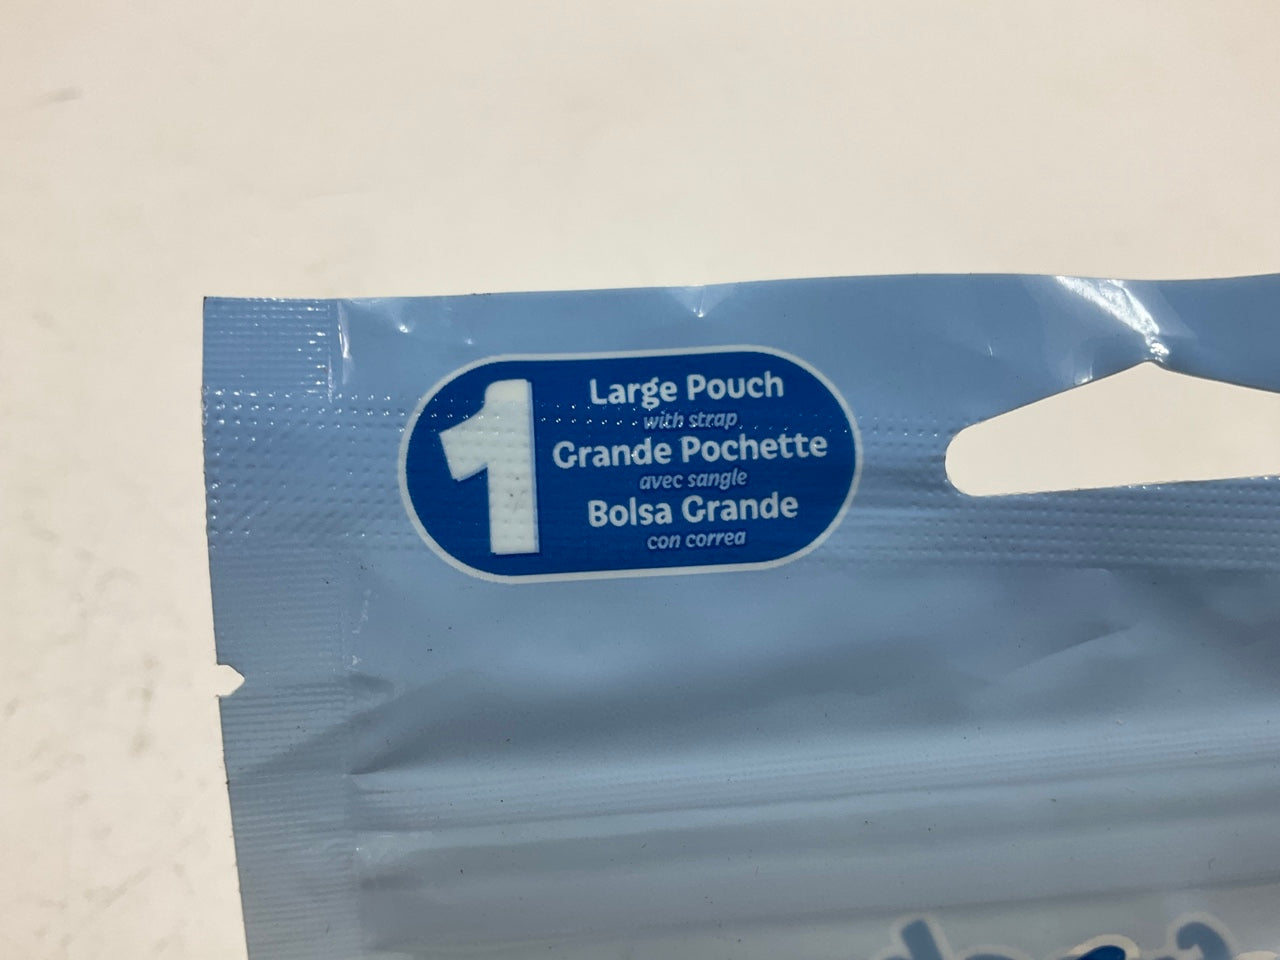 1
Large Pouch
with strap
Grande Pochette
avec sangle
Bolsa Grande
con correa